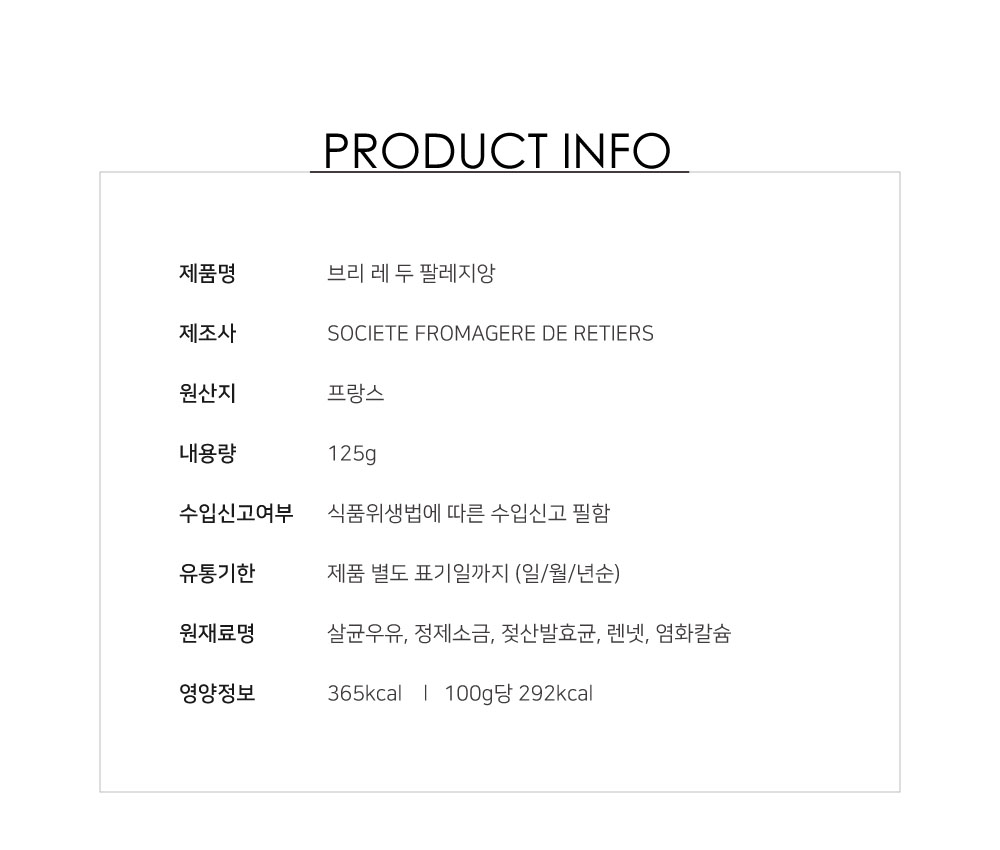 PRODUCT INFO
제품명 브리 레 두 팔레지앙
제조사 SOCIETE FROMAGERE DE RETIERS
원산지 프랑스
내용량 125g
수입신고여부 식품위생법에 따른 수입신고 필함
유통기한 제품 별도 표기일까지 (일/월/년순)
원재료명 살균우유, 정제소금, 젖산발효균, 렌넷, 염화칼슘
영양정보 365kcal | 100g당 292kcal